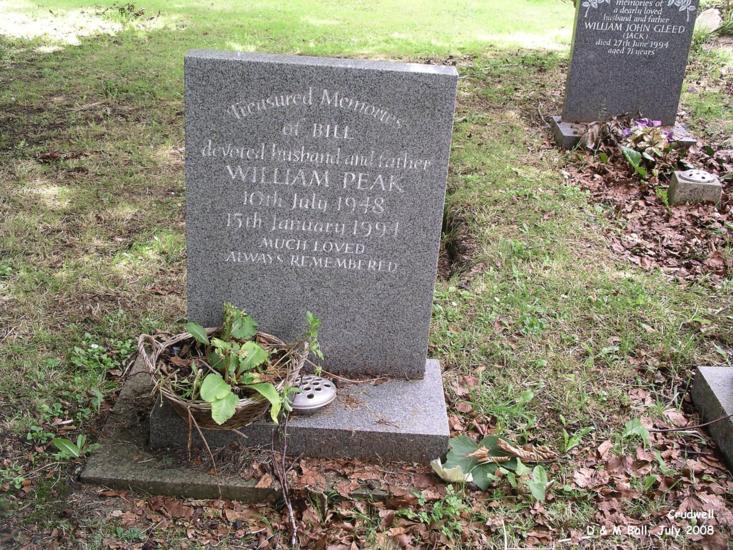 Treasured Memories
of BILL
devoted husband and father
WILLIAM PEAK
10th July 1948
15th January 1994
MUCH LOVED
ALWAYS REMEMBERED
memories of
a dearly loved
husband and father
WILLIAM JOHN GLEED
(JACK)
died 27th June 1994
aged 71 years
Crudwell
D & M Ball, July 2008